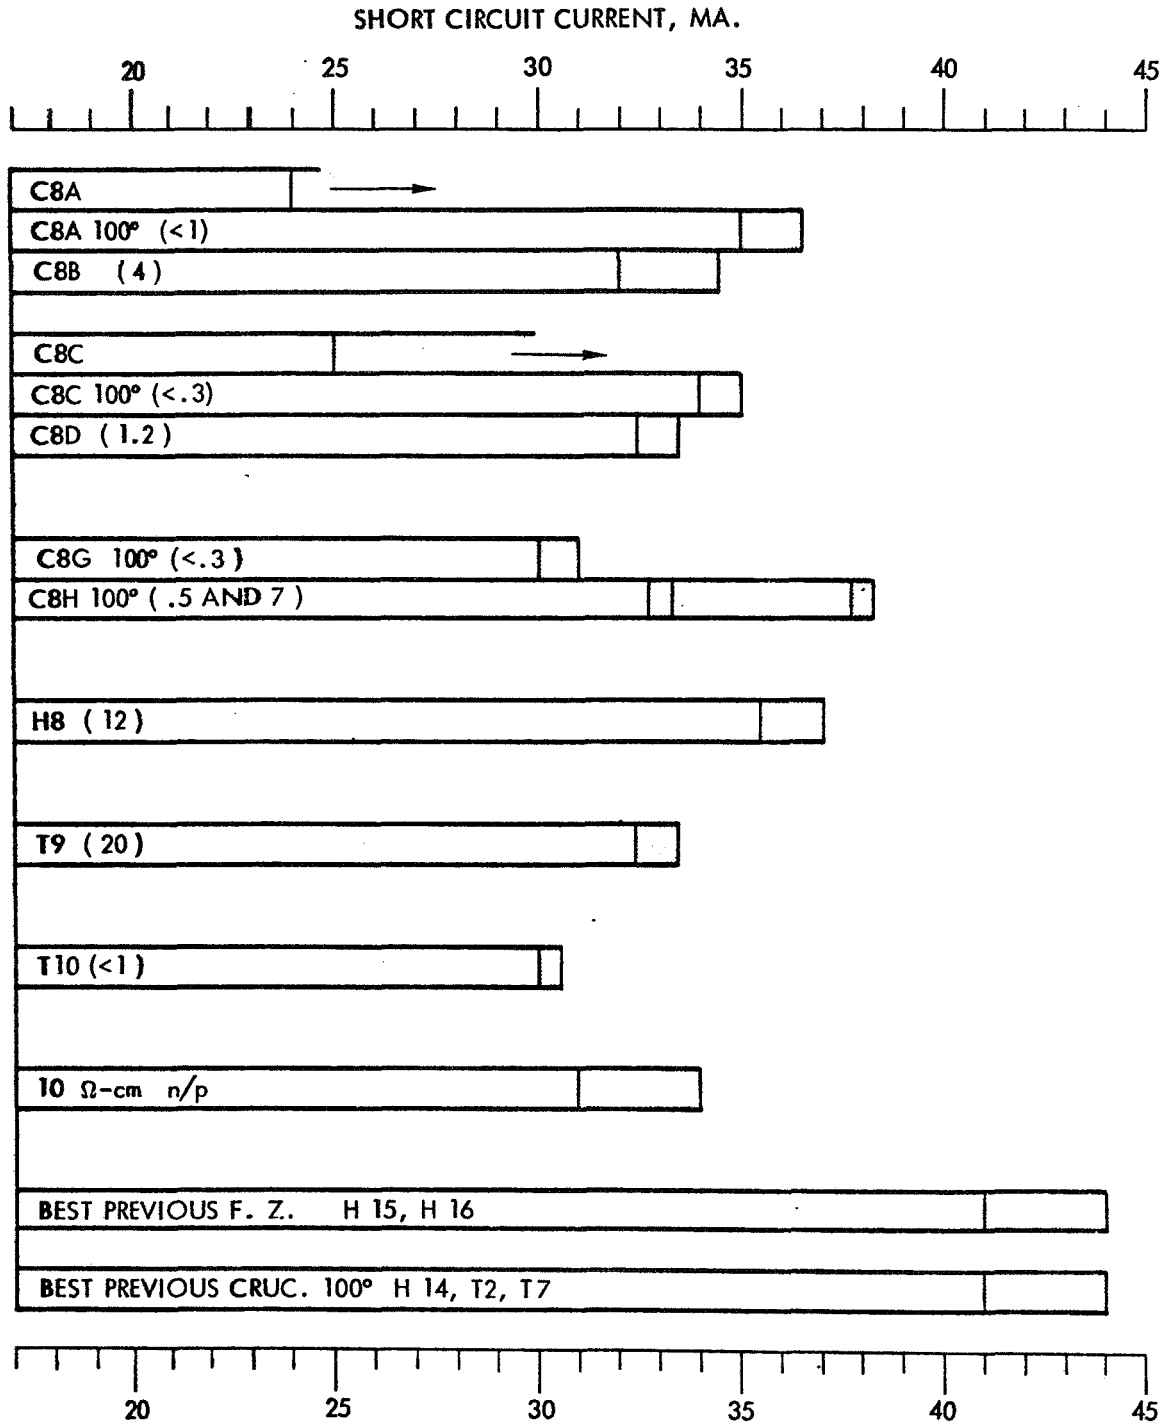 SHORT CIRCUIT CURRENT, MA.
20 25 30 35 40 45
C8A
C8A 100° (<1)
C8B (4)
C8C
C8C 100° (<.3)
C8D (1.2)
C8G 100° (<.3)
C8H 100° (.5 AND 7)
H8 (12)
T9 (20)
T10 (<1)
10 Ω-cm n/p
BEST PREVIOUS F. Z. H 15, H 16
BEST PREVIOUS CRUC. 100° H 14, T2, T7
20 25 30 35 40 45